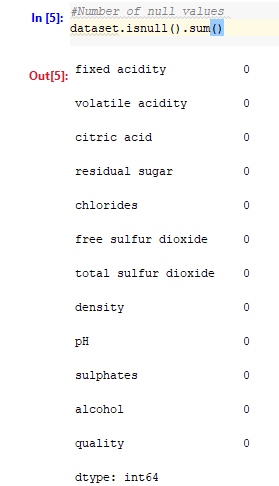 In [5]: #Number of null values
dataset.isnull().sum()
Out[5]: fixed acidity 0
volatile acidity 0
citric acid 0
residual sugar 0
chlorides 0
free sulfur dioxide 0
total sulfur dioxide 0
density 0
pH 0
sulphates 0
alcohol 0
quality 0
dtype: int64